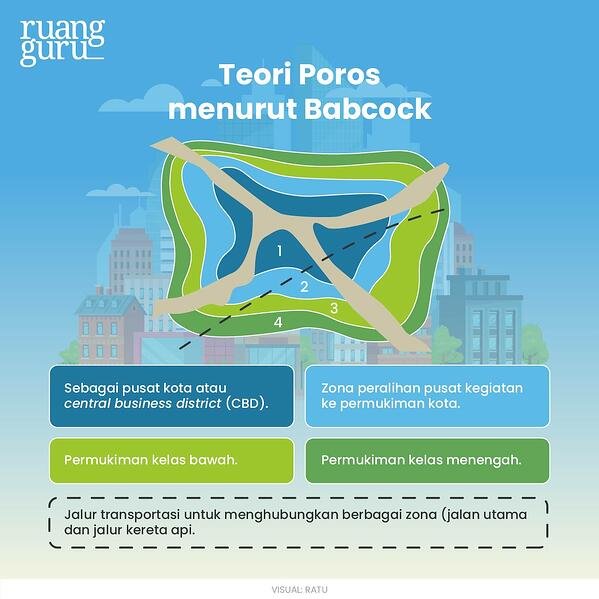 ruang
guru
Teori Poros
menurut Babcock
1
2
3
4
Sebagai pusat kota atau
central business district (CBD).
Zona peralihan pusat kegiatan
ke permukiman kota.
Permukiman kelas bawah.
Permukiman kelas menengah.
Jalur transportasi untuk menghubungkan berbagai zona (jalan utama
dan jalur kereta api.
VISUAL: RATU